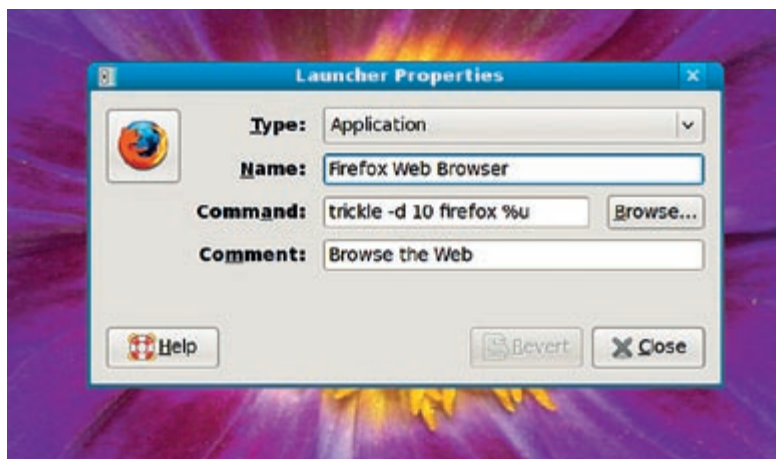 Launcher Properties
Type: Application
Name: Firefox Web Browser
Command: trickle -d 10 firefox %u Browse...
Comment: Browse the Web
Help Revert Close